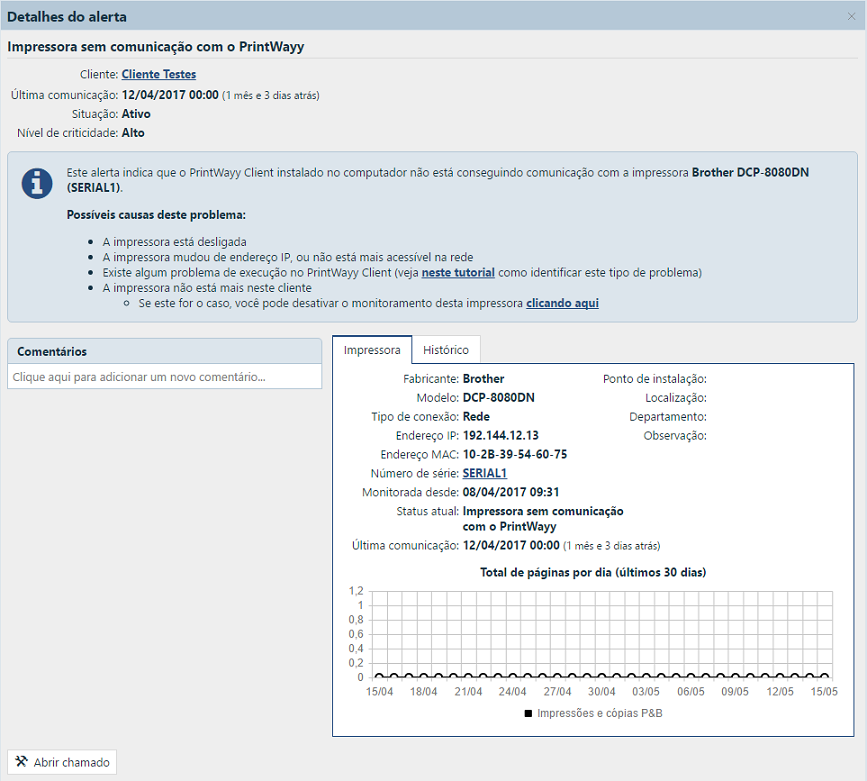 Detalhes do alerta
Impressora sem comunicação com o PrintWayy
Cliente: Cliente Testes
Última comunicação: 12/04/2017 00:00 (1 mês e 3 dias atrás)
Situação: Ativo
Nível de criticidade: Alto
Este alerta indica que o PrintWayy Client instalado no computador não está conseguindo comunicação com a impressora Brother DCP-8080DN
(SERIAL1).
Possíveis causas deste problema:
A impressora está desligada
A impressora mudou de endereço IP, ou não está mais acessível na rede
Existe algum problema de execução no PrintWayy Client (veja neste tutorial como identificar este tipo de problema)
A impressora não está mais neste cliente
Se este for o caso, você pode desativar o monitoramento desta impressora clicando aqui
Comentários
Clique aqui para adicionar um novo comentário...
Impressora Histórico
Fabricante: Brother
Modelo: DCP-8080DN
Tipo de conexão: Rede
Endereço IP: 192.144.12.13
Endereço MAC: 10-2B-39-54-60-75
Número de série: SERIAL1
Monitorada desde: 08/04/2017 09:31
Status atual: Impressora sem comunicação
com o PrintWayy
Última comunicação: 12/04/2017 00:00 (1 mês e 3 dias atrás)
Ponto de instalação:
Localização:
Departamento:
Observação:
Total de páginas por dia (últimos 30 dias)
1,2
1
0,8
0,6
0,4
0,2
0
15/04 18/04 21/04 24/04 27/04 30/04 03/05 06/05 09/05 12/05 15/05
Impressões e cópias P&B
Abrir chamado